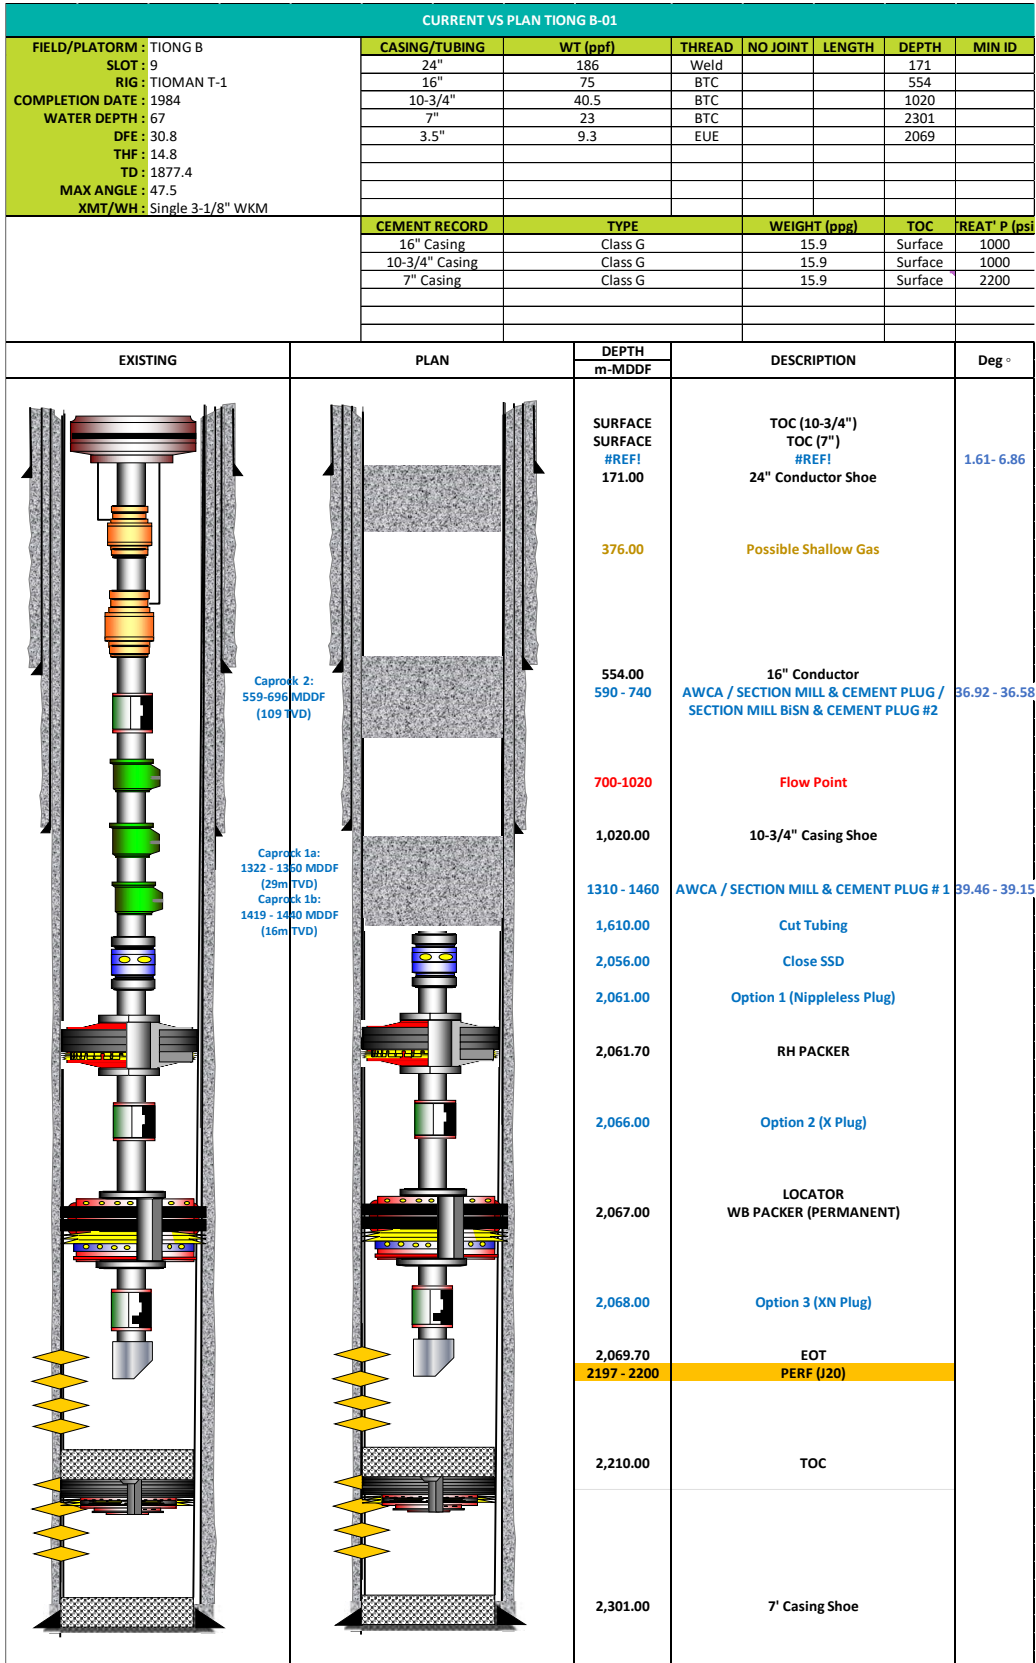 CURRENT VS PLAN TIONG B-01
FIELD/PLATORM : TIONG B
SLOT : 9
RIG : TIOMAN T-1
COMPLETION DATE : 1984
WATER DEPTH : 67
DFE : 30.8
THF : 14.8
TD : 1877.4
MAX ANGLE : 47.5
XMT/WH : Single 3-1/8" WKM
CASING/TUBING WT (ppf) THREAD NO JOINT LENGTH DEPTH MIN ID
24" 186 Weld 171
16" 75 BTC 554
10-3/4" 40.5 BTC 1020
7" 23 BTC 2301
3.5" 9.3 EUE 2069
CEMENT RECORD TYPE WEIGHT (ppg) TOC TREAT' P (psi
16" Casing Class G 15.9 Surface 1000
10-3/4" Casing Class G 15.9 Surface 1000
7" Casing Class G 15.9 Surface 2200
EXISTING PLAN DEPTH DESCRIPTION Deg °
m-MDDF
SURFACE TOC (10-3/4")
SURFACE TOC (7")
#REF! #REF! 1.61- 6.86
171.00 24" Conductor Shoe
376.00 Possible Shallow Gas
554.00 16" Conductor
Caprock 2:
559-696 MDDF
(109 TVD)
590 - 740 AWCA / SECTION MILL & CEMENT PLUG / 36.92 - 36.58
SECTION MILL BiSN & CEMENT PLUG #2
700-1020 Flow Point
1,020.00 10-3/4" Casing Shoe
Caprock 1a:
1322 - 1360 MDDF
(29m TVD)
Caprock 1b:
1419 - 1440 MDDF
(16m TVD)
1310 - 1460 AWCA / SECTION MILL & CEMENT PLUG # 1 39.46 - 39.15
1,610.00 Cut Tubing
2,056.00 Close SSD
2,061.00 Option 1 (Nippleless Plug)
2,061.70 RH PACKER
2,066.00 Option 2 (X Plug)
LOCATOR
2,067.00 WB PACKER (PERMANENT)
2,068.00 Option 3 (XN Plug)
2,069.70 EOT
2197 - 2200 PERF (J20)
2,210.00 TOC
2,301.00 7' Casing Shoe